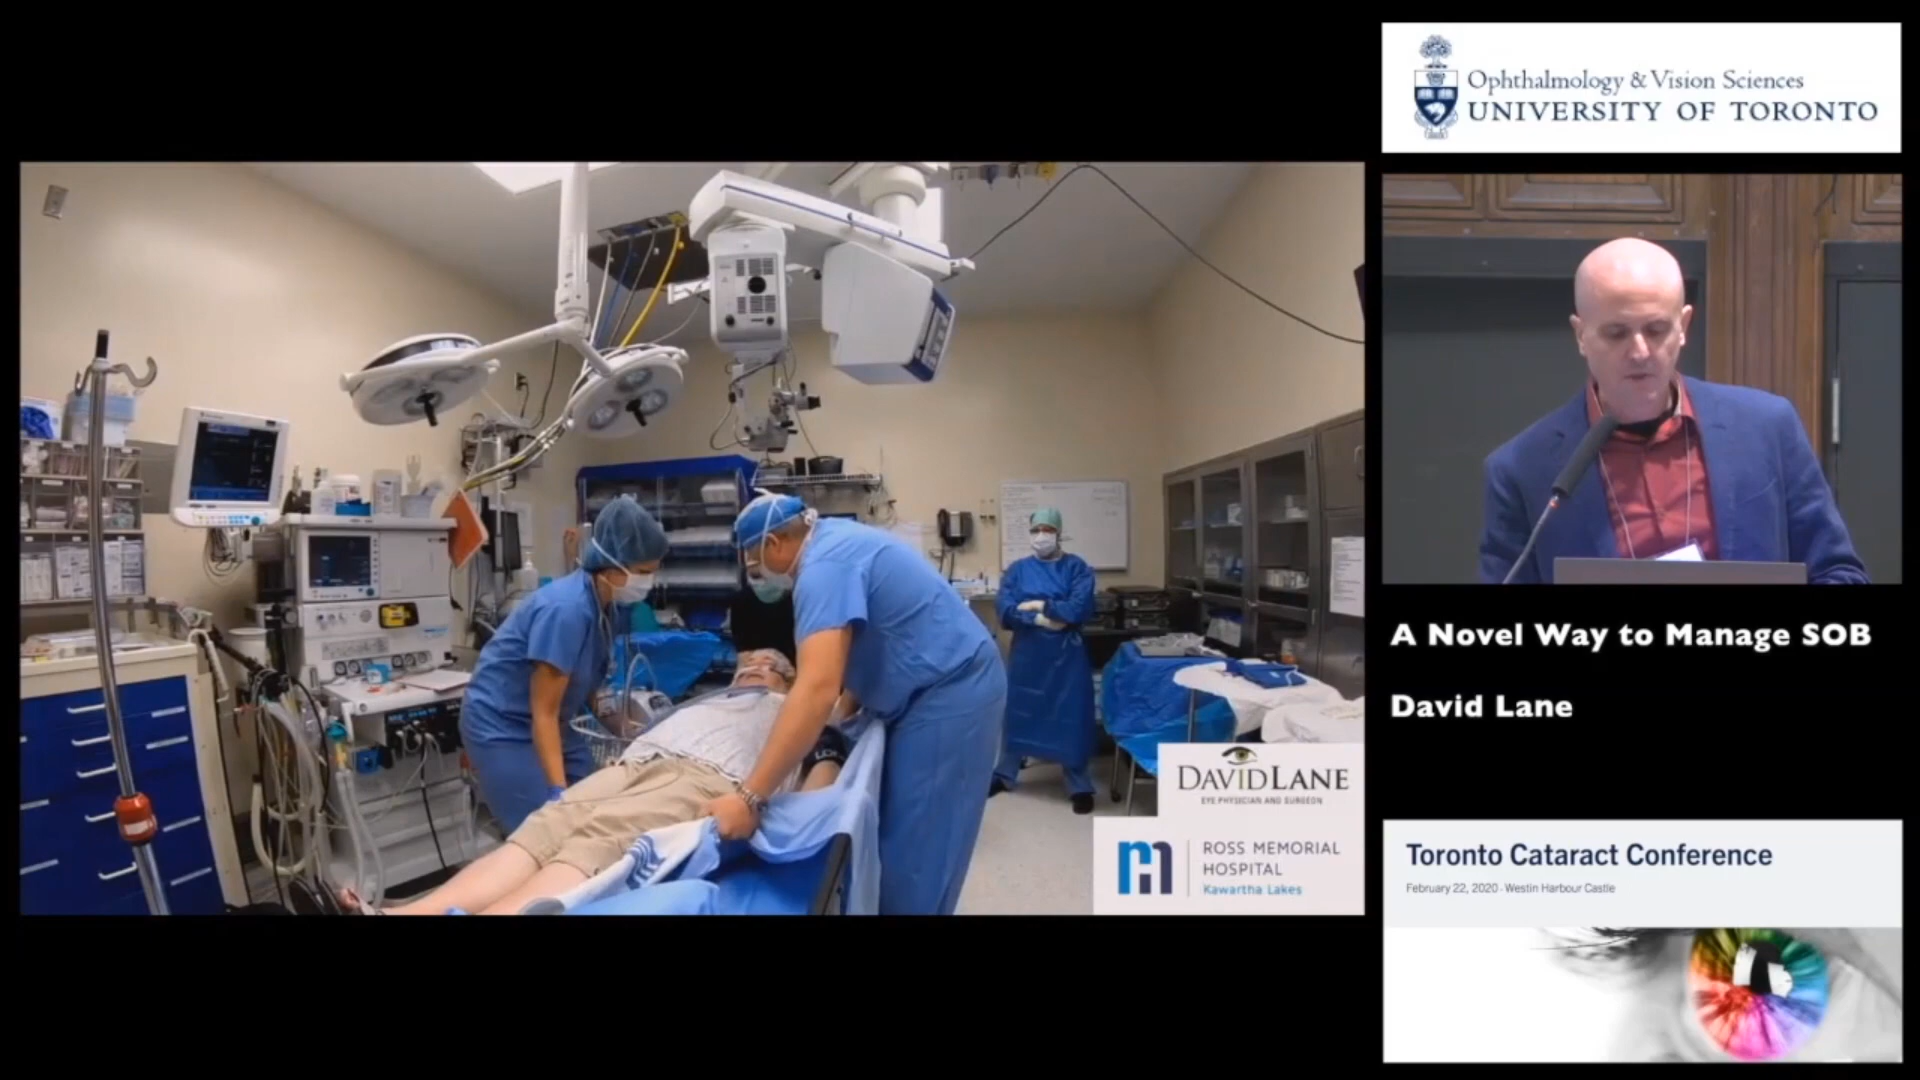 Ophthalmology & Vision Sciences
UNIVERSITY OF TORONTO
A Novel Way to Manage SOB
David Lane
DAVIDLANE
EYE PHYSICIAN AND SURGEON
ROSS MEMORIAL
HOSPITAL
Kawartha Lakes
Toronto Cataract Conference
February 22, 2020 - Westin Harbour Castle